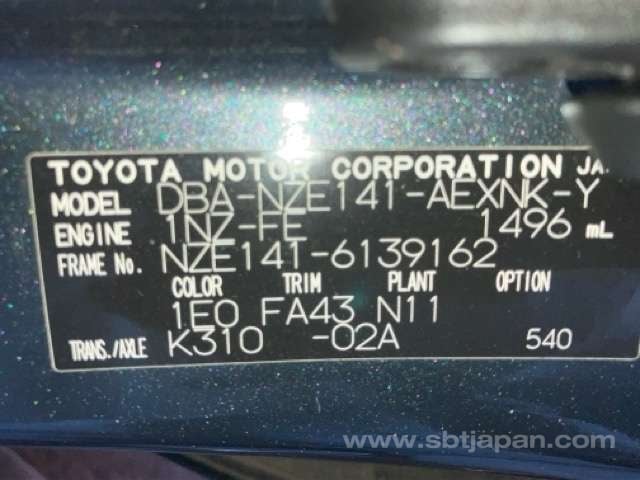 TOYOTA MOTOR CORPORATION JA
MODEL DBA-NZE141-AEXNK-Y
ENGINE 1NZ-FE 1496 mL
FRAME No. NZE141-6139162
COLOR TRIM PLANT OPTION
1E0 FA43 N11
TRANS./AXLE K310 -02A 540
www.sbtjapan.com